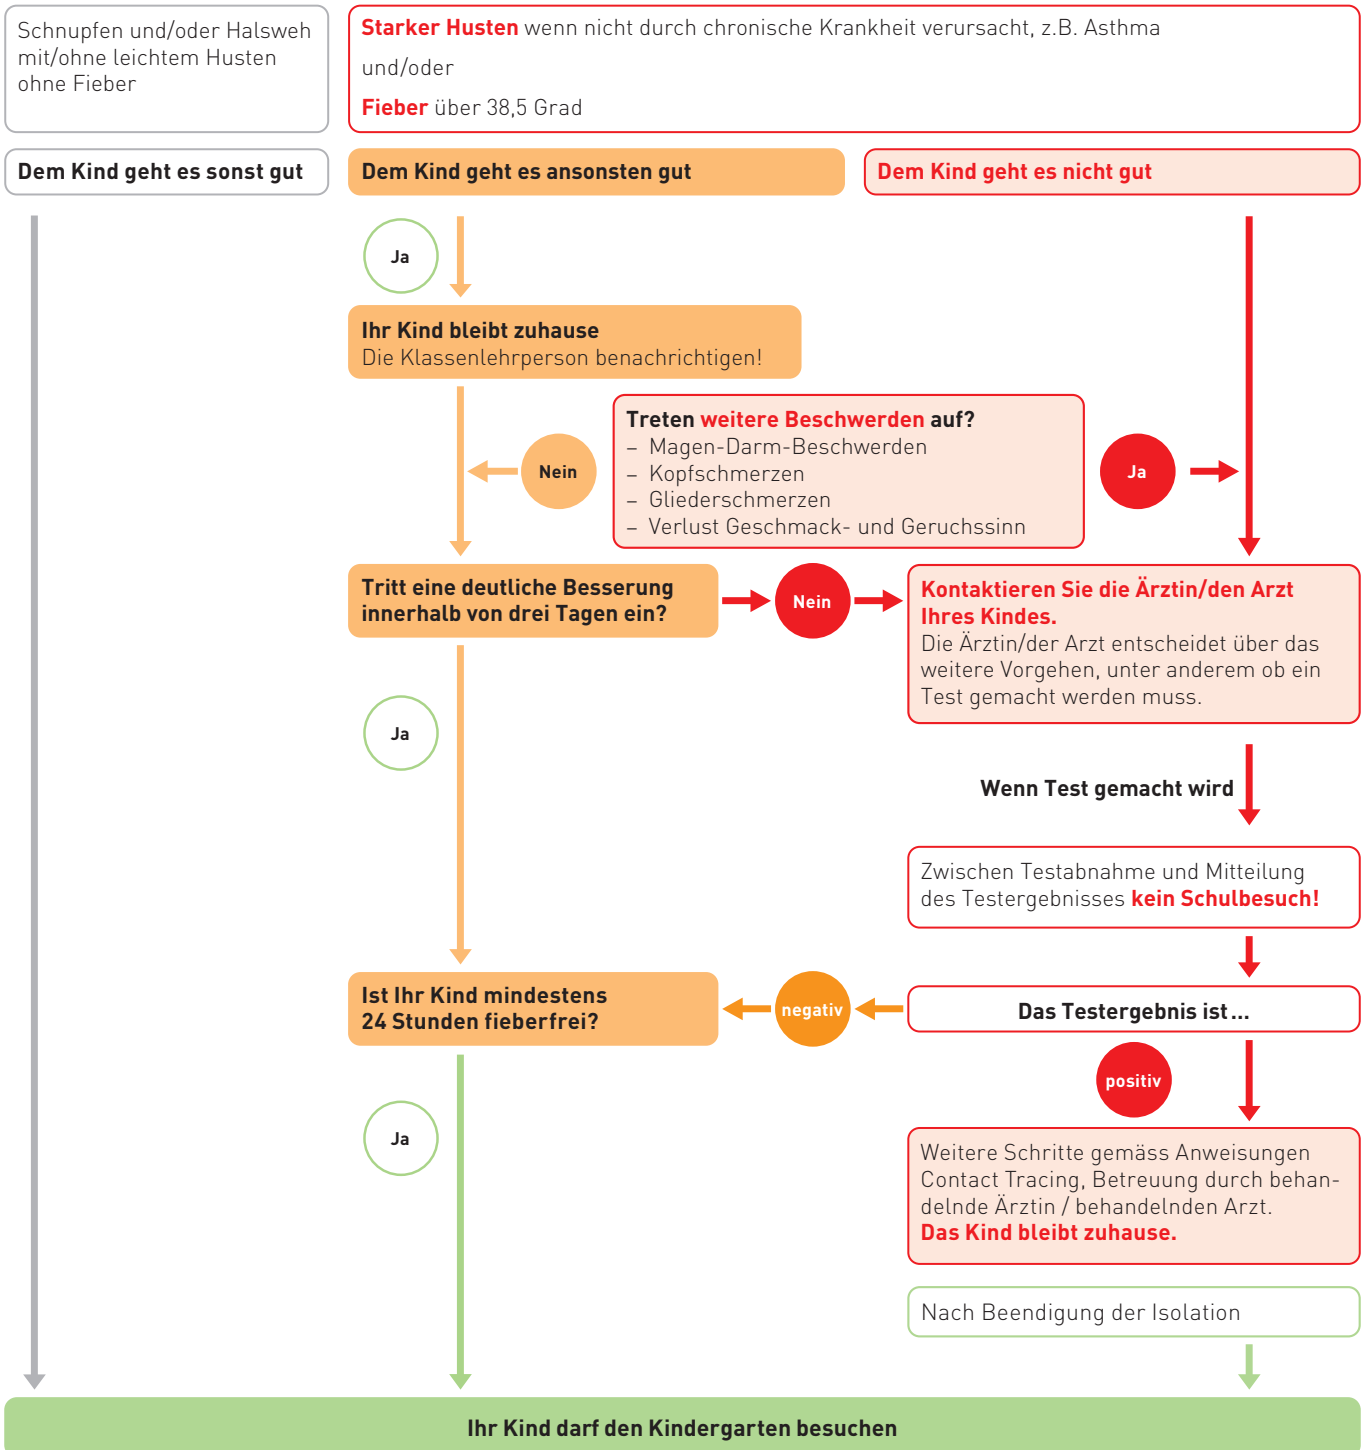 Schnupfen und/oder Halsweh
mit/ohne leichtem Husten
ohne Fieber
Starker Husten wenn nicht durch chronische Krankheit verursacht, z.B. Asthma
und/oder
Fieber über 38,5 Grad
Dem Kind geht es sonst gut
Dem Kind geht es ansonsten gut
Dem Kind geht es nicht gut
Ja
Ihr Kind bleibt zuhause
Die Klassenlehrperson benachrichtigen!
Treten weitere Beschwerden auf?
– Magen-Darm-Beschwerden
– Kopfschmerzen
– Gliederschmerzen
– Verlust Geschmack- und Geruchssinn
Nein
Ja
Tritt eine deutliche Besserung
innerhalb von drei Tagen ein?
Nein
Kontaktieren Sie die Ärztin/den Arzt
Ihres Kindes.
Die Ärztin/der Arzt entscheidet über das
weitere Vorgehen, unter anderem ob ein
Test gemacht werden muss.
Ja
Wenn Test gemacht wird
Zwischen Testabnahme und Mitteilung
des Testergebnisses kein Schulbesuch!
Ist Ihr Kind mindestens
24 Stunden fieberfrei?
negativ
Das Testergebnis ist ...
positiv
Ja
Weitere Schritte gemäss Anweisungen
Contact Tracing, Betreuung durch behan-
delnde Ärztin / behandelnden Arzt.
Das Kind bleibt zuhause.
Nach Beendigung der Isolation
Ihr Kind darf den Kindergarten besuchen